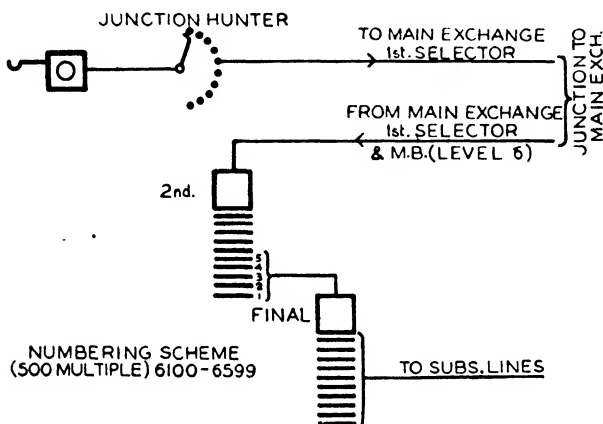 JUNCTION HUNTER
TO MAIN EXCHANGE
1st. SELECTOR
FROM MAIN EXCHANGE
1st. SELECTOR
& M.B. (LEVEL 6)
JUNCTION TO
MAIN EXCH.
2nd.
5
4
3
2
1
FINAL
NUMBERING SCHEME
(500 MULTIPLE) 6100-6599
TO SUBS. LINES